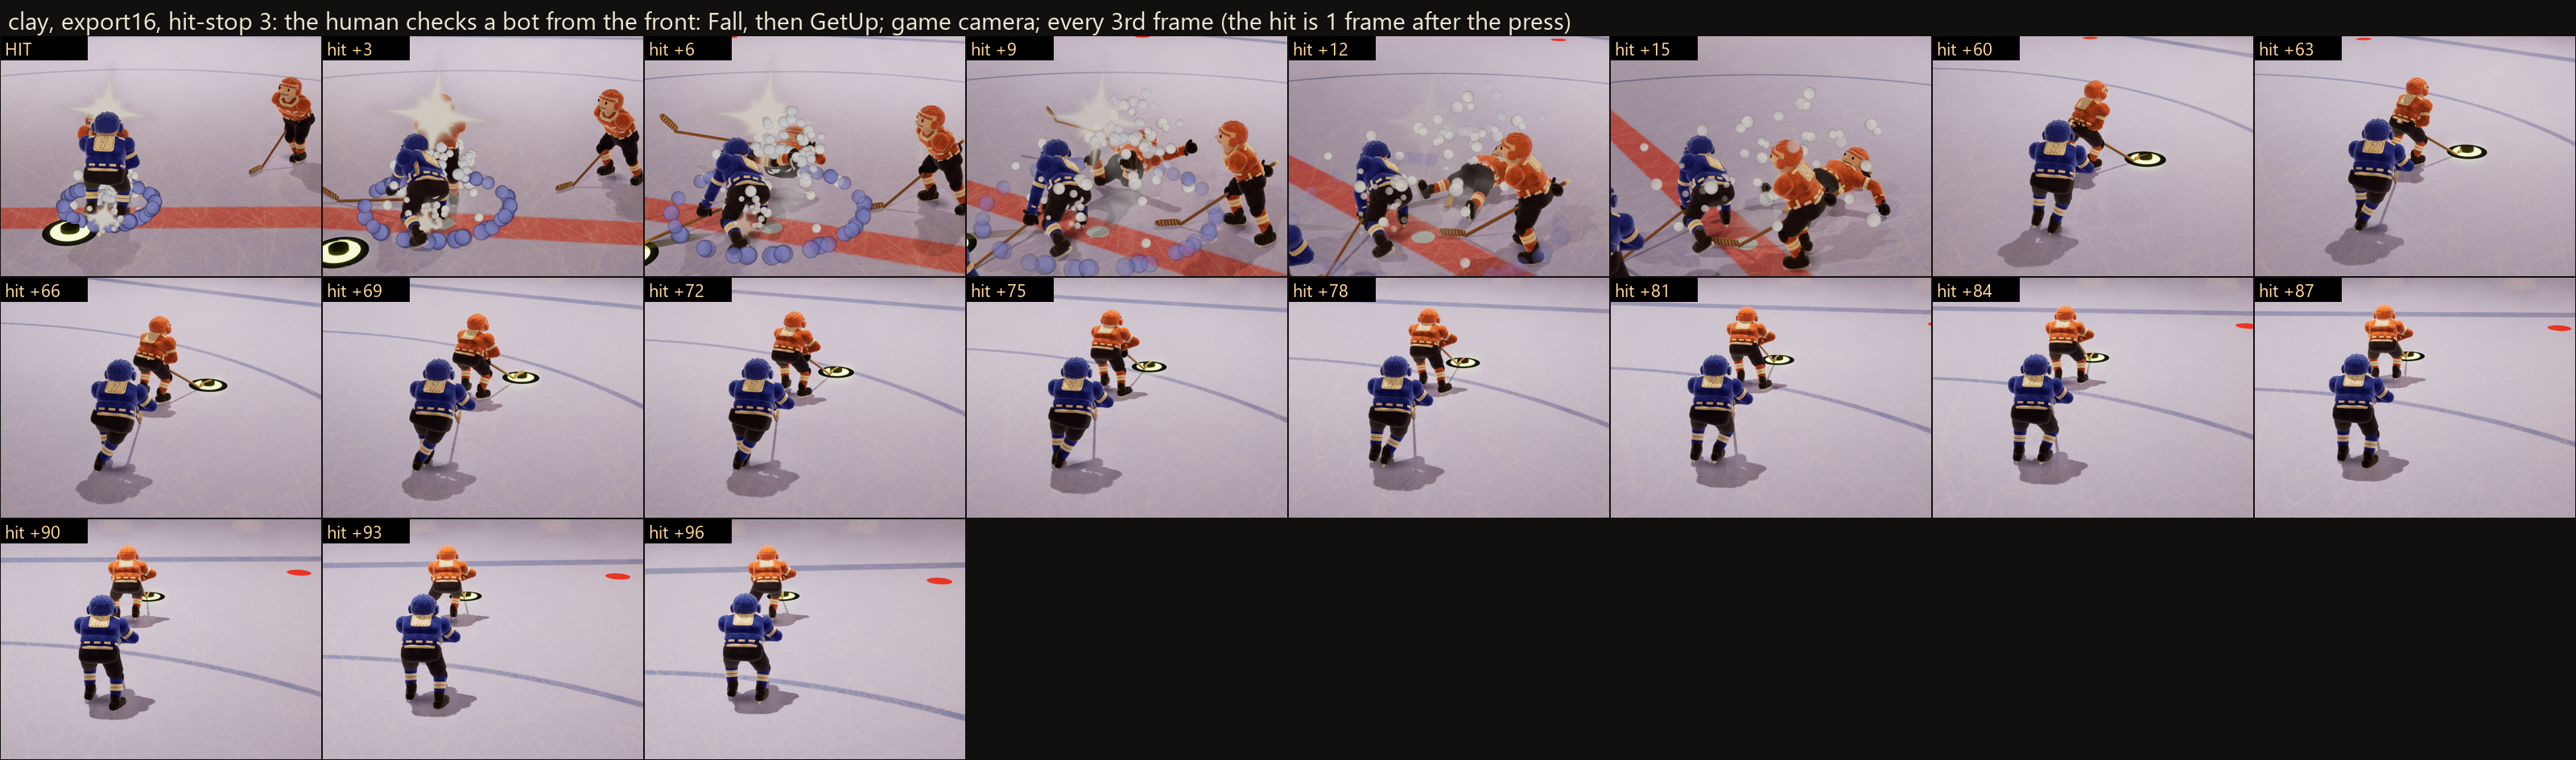 clay, export16, hit-stop 3: the human checks a bot from the front: Fall, then GetUp; game camera; every 3rd frame (the hit is 1 frame after the press)
HIT
hit +3
hit +6
hit +9
hit +12
hit +15
hit +60
hit +63
hit +66
hit +69
hit +72
hit +75
hit +78
hit +81
hit +84
hit +87
hit +90
hit +93
hit +96